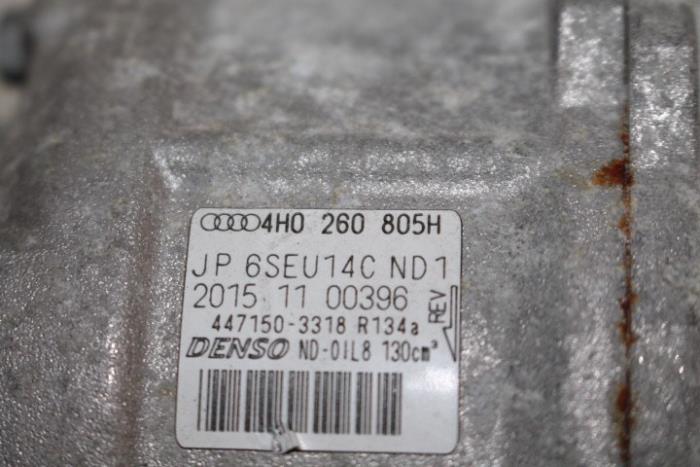 4H0 260 805H
JP 6SEU14C ND1
2015 11 00396
REV
447150-3318 R134a
DENSO ND-OIL8 130cm³